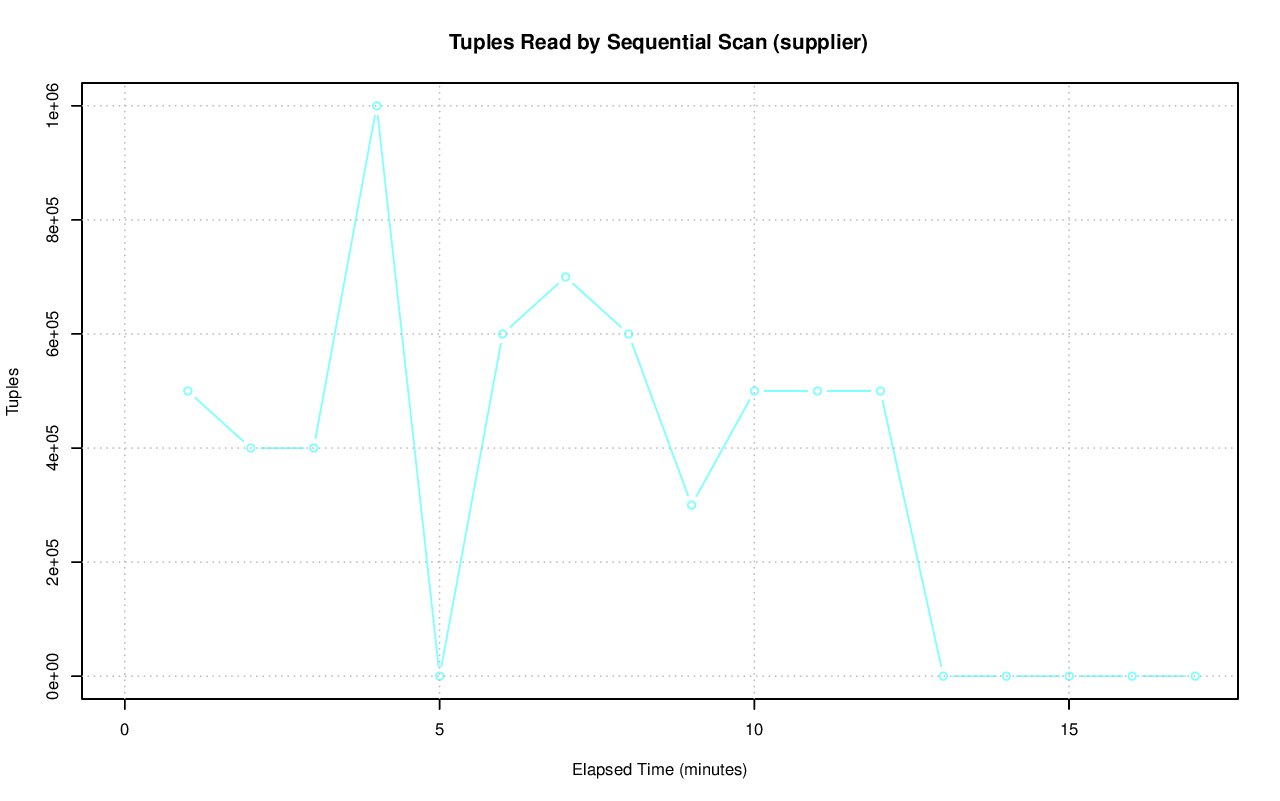 Tuples Read by Sequential Scan (supplier)
Tuples
1e+06
8e+05
6e+05
4e+05
2e+05
0e+00
0 5 10 15
Elapsed Time (minutes)